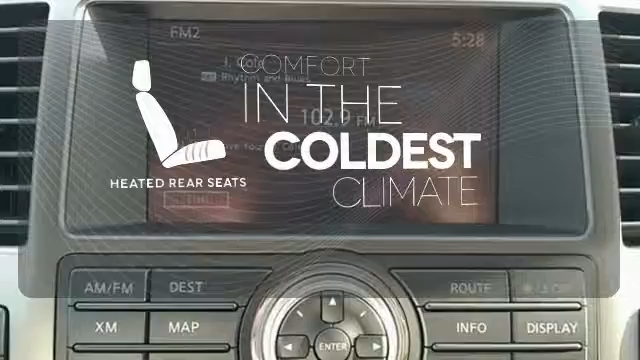 FM2
5:28
J. Cole
COMFORT
Rhythm and Blues
IN THE
102.9 FM
COLDEST
CLIMATE
HEATED REAR SEATS
AM/FM
DEST
ROUTE
XM
MAP
ENTER
INFO
DISPLAY